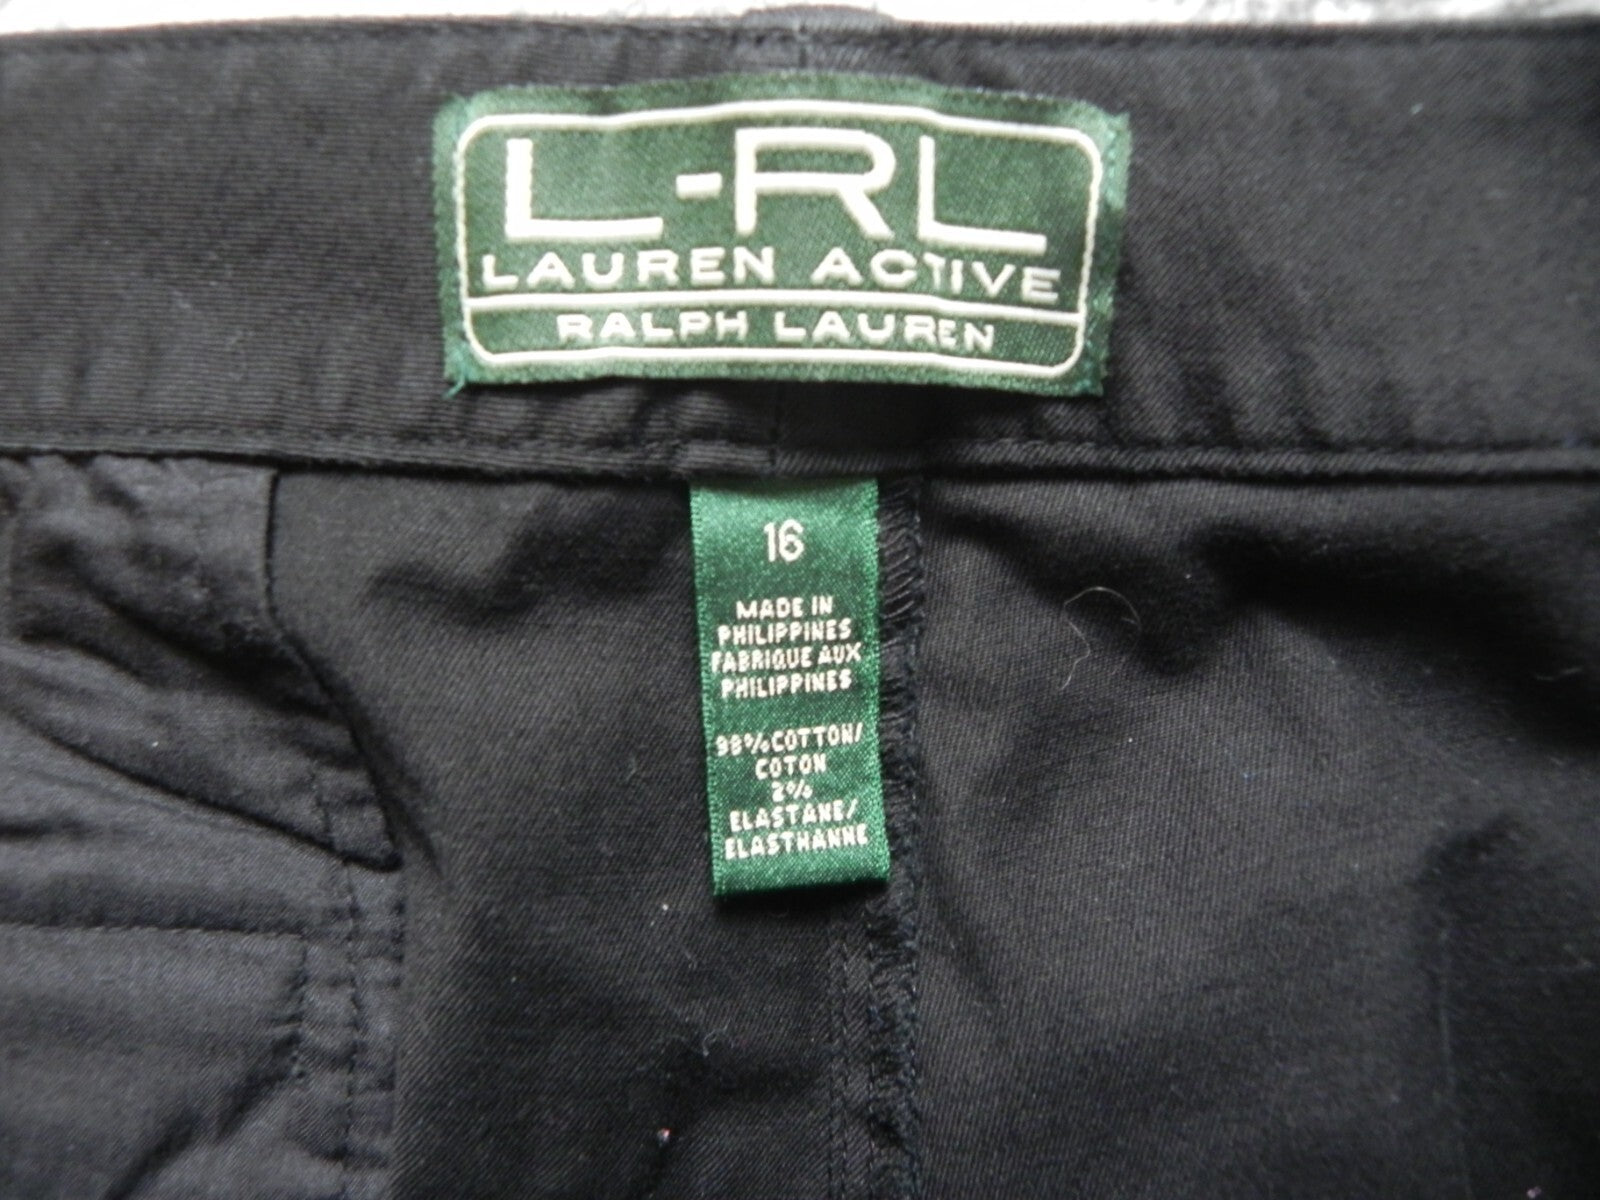 L-RL
LAUREN ACTIVE
RALPH LAUREN
16
MADE IN
PHILIPPINES
FABRIQUE AUX
PHILIPPINES
98% COTTON/
COTON
2%
ELASTANE/
ELASTHANNE